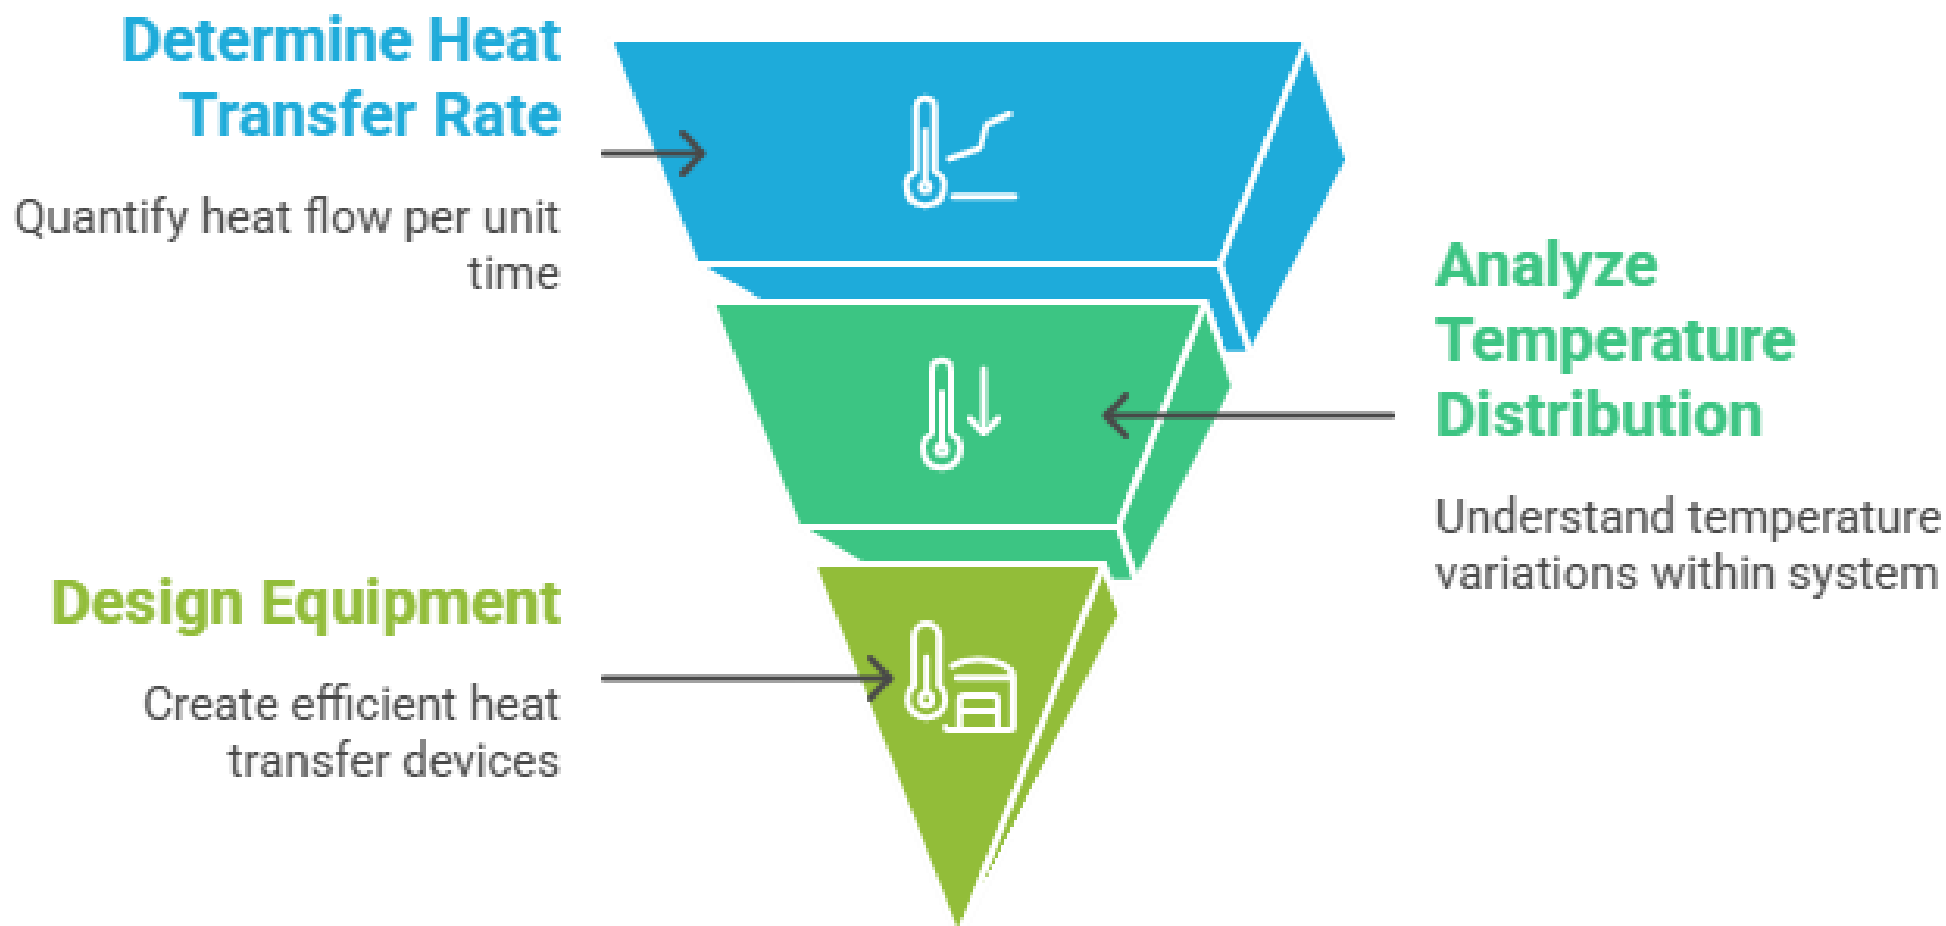 Determine Heat
Transfer Rate
Quantify heat flow per unit
time
Analyze
Temperature
Distribution
Understand temperature
variations within system
Design Equipment
Create efficient heat
transfer devices